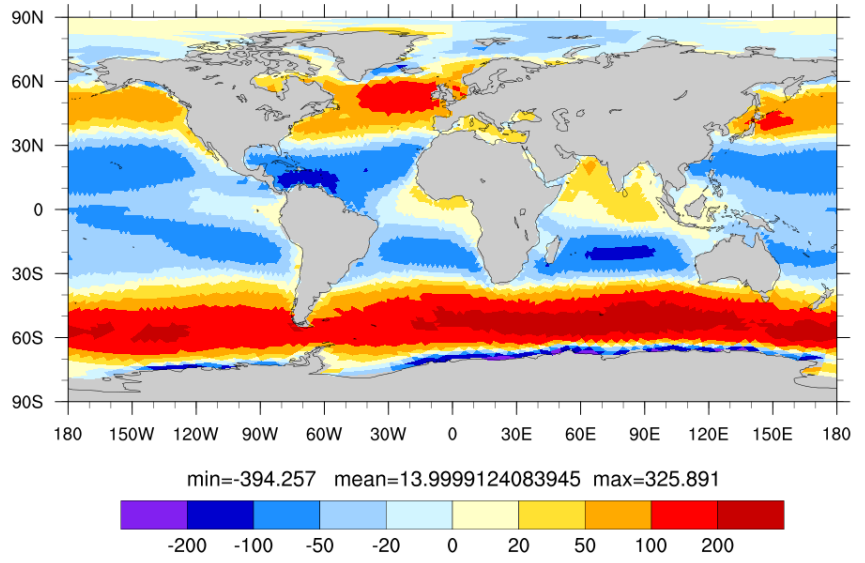 90N
60N
30N
0
30S
60S
90S
180 150W 120W 90W 60W 30W 0 30E 60E 90E 120E 150E 180
min=-394.257 mean=13.9999124083945 max=325.891
-200 -100 -50 -20 0 20 50 100 200